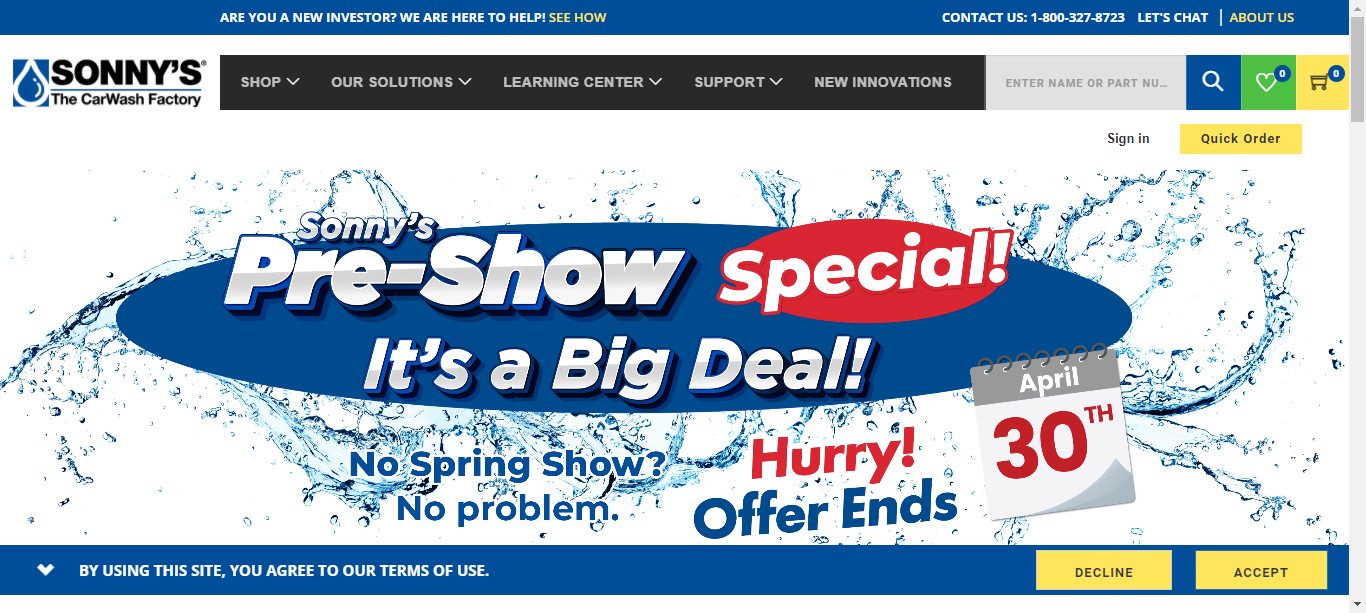 ARE YOU A NEW INVESTOR? WE ARE HERE TO HELP! SEE HOW
CONTACT US: 1-800-327-8723 LET'S CHAT ABOUT US
SONNY'S®
The CarWash Factory
SHOP OUR SOLUTIONS LEARNING CENTER SUPPORT NEW INNOVATIONS
ENTER NAME OR PART NU...
0
0
Sign in
Quick Order
Sonny's
Pre-Show Special!
It's a Big Deal!
April
30TH
No Spring Show?
No problem.
Hurry!
Offer Ends
BY USING THIS SITE, YOU AGREE TO OUR TERMS OF USE.
DECLINE
ACCEPT